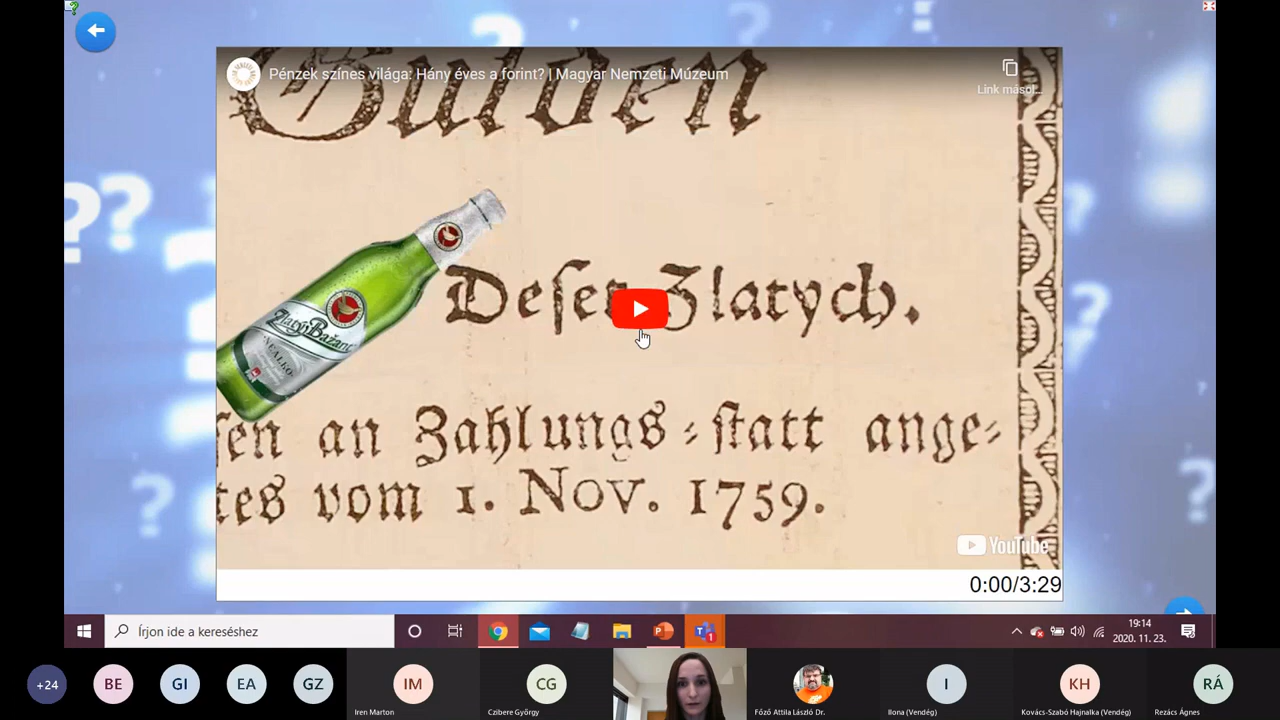 Pénzek színes világa: Hány éves a forint? | Magyar Nemzeti Múzeum
Link másol...
Gulden
Deſet Zlatych.
Zlatý Bažant
NEALKO
ſen an Zahlungs-ſtatt ange-
tes vom 1. Nov. 1759.
YouTube
0:00/3:29
Írjon ide a kereséshez
1
19:14
2020. 11. 23.
+24
BE
GI
EA
GZ
IM
CG
I
KH
RÁ
Iren Marton
Czibere György
Főző Attila László Dr.
Ilona (Vendég)
Kovács-Szabó Hajnalka (Vendég)
Rezács Ágnes